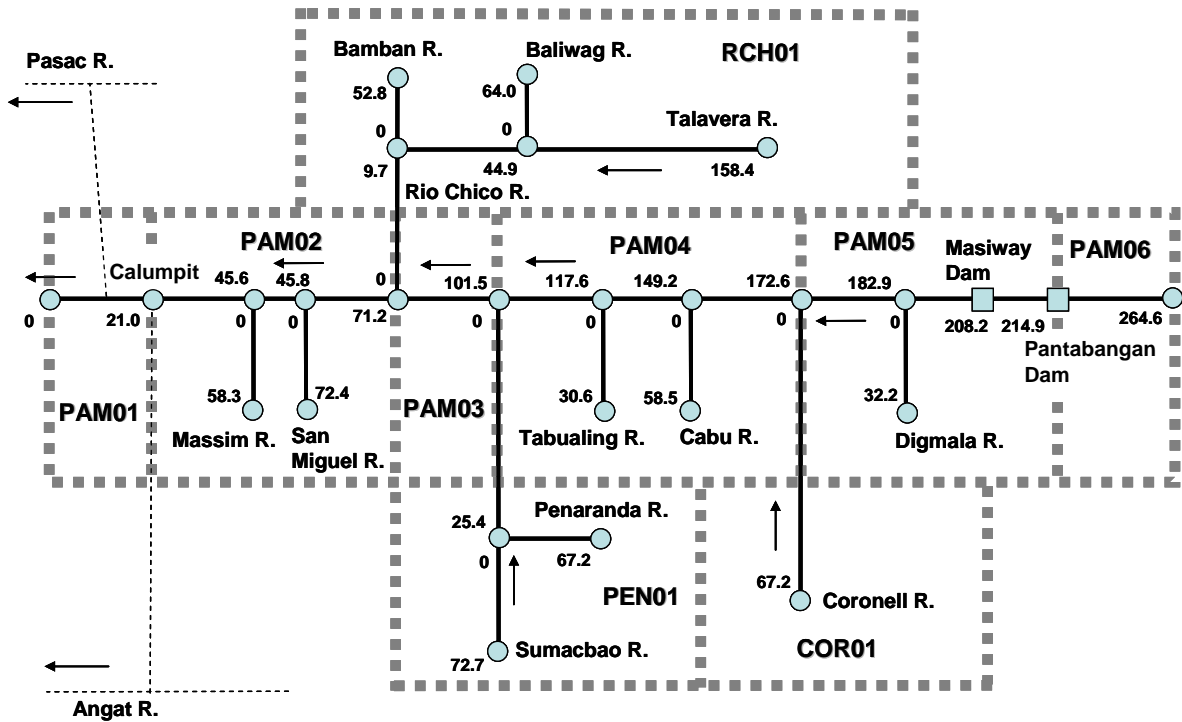 Bamban R.
Baliwag R.
RCH01
Pasac R.
52.8
64.0
Talavera R.
0
0
9.7
44.9
158.4
Rio Chico R.
PAM02
PAM04
PAM05
Masiway
Dam
PAM06
Calumpit
45.6
45.8
0
101.5
117.6
149.2
172.6
182.9
0
21.0
0
0
71.2
0
0
0
0
0
208.2
214.9
264.6
Pantabangan
Dam
PAM01
58.3
72.4
PAM03
30.6
58.5
32.2
Massim R.
San
Miguel R.
Tabualing R.
Cabu R.
Digmala R.
25.4
Penaranda R.
0
67.2
67.2
PEN01
Coronell R.
Sumacbao R.
72.7
COR01
Angat R.